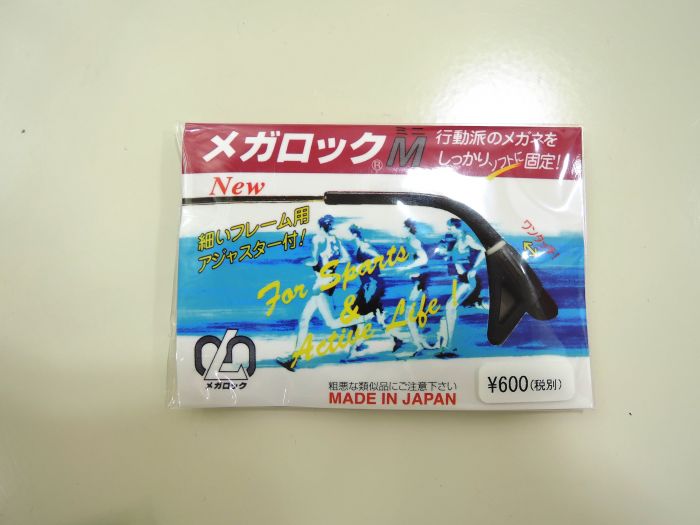 メガロック®
ミニ
M
行動派のメガネを
しっかりソフトに固定!
New
細いフレーム用
アジャスター付!
ワンタッチ!
For Sports
&
Active Life!
メガロック
粗悪な類似品にご注意下さい
MADE IN JAPAN
¥600(税別)